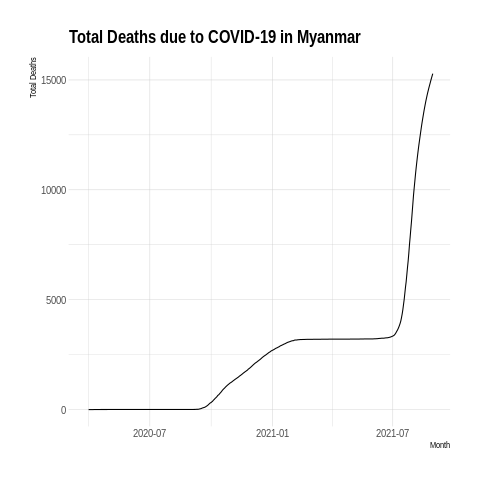 Total Deaths due to COVID-19 in Myanmar
Total Deaths
15000
10000
5000
0
2020-07
2021-01
2021-07
Month